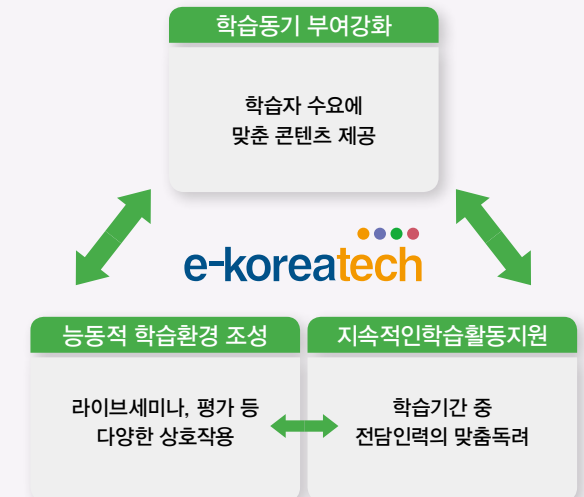 학습동기 부여강화
학습자 수요에
맞춘 콘텐츠 제공
e-koreatech
능동적 학습환경 조성
라이브세미나, 평가 등
다양한 상호작용
지속적인학습활동지원
학습기간 중
전담인력의 맞춤독려